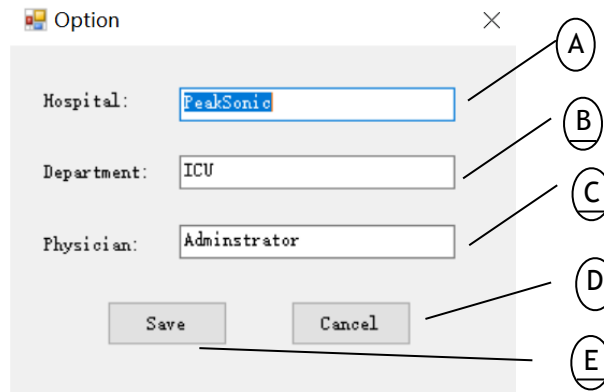 Option
A
Hospital: PeakSonic
B
Department: ICU
C
Physician: Adminstrator
D
Save Cancel
E